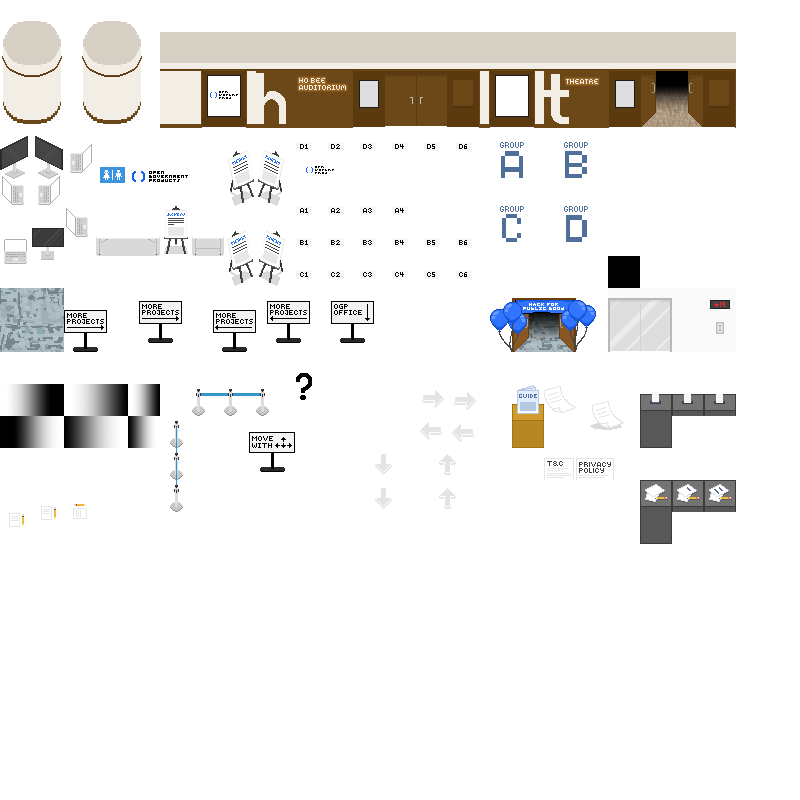 h
HO BEE
AUDITORIUM
lt
THEATRE
OPEN
GOVERNMENT
PRODUCTS
D1 D2 D3 D4 D5 D6
GROUP
A
GROUP
B
A1 A2 A3 A4
GROUP
C
GROUP
D
B1 B2 B3 B4 B5 B6
C1 C2 C3 C4 C5 C6
MORE
PROJECTS
MORE
PROJECTS
MORE
PROJECTS
MORE
PROJECTS
OGP
OFFICE
HACK FOR
PUBLIC GOOD
?
GUIDE
MOVE
WITH
T&C
PRIVACY
POLICY